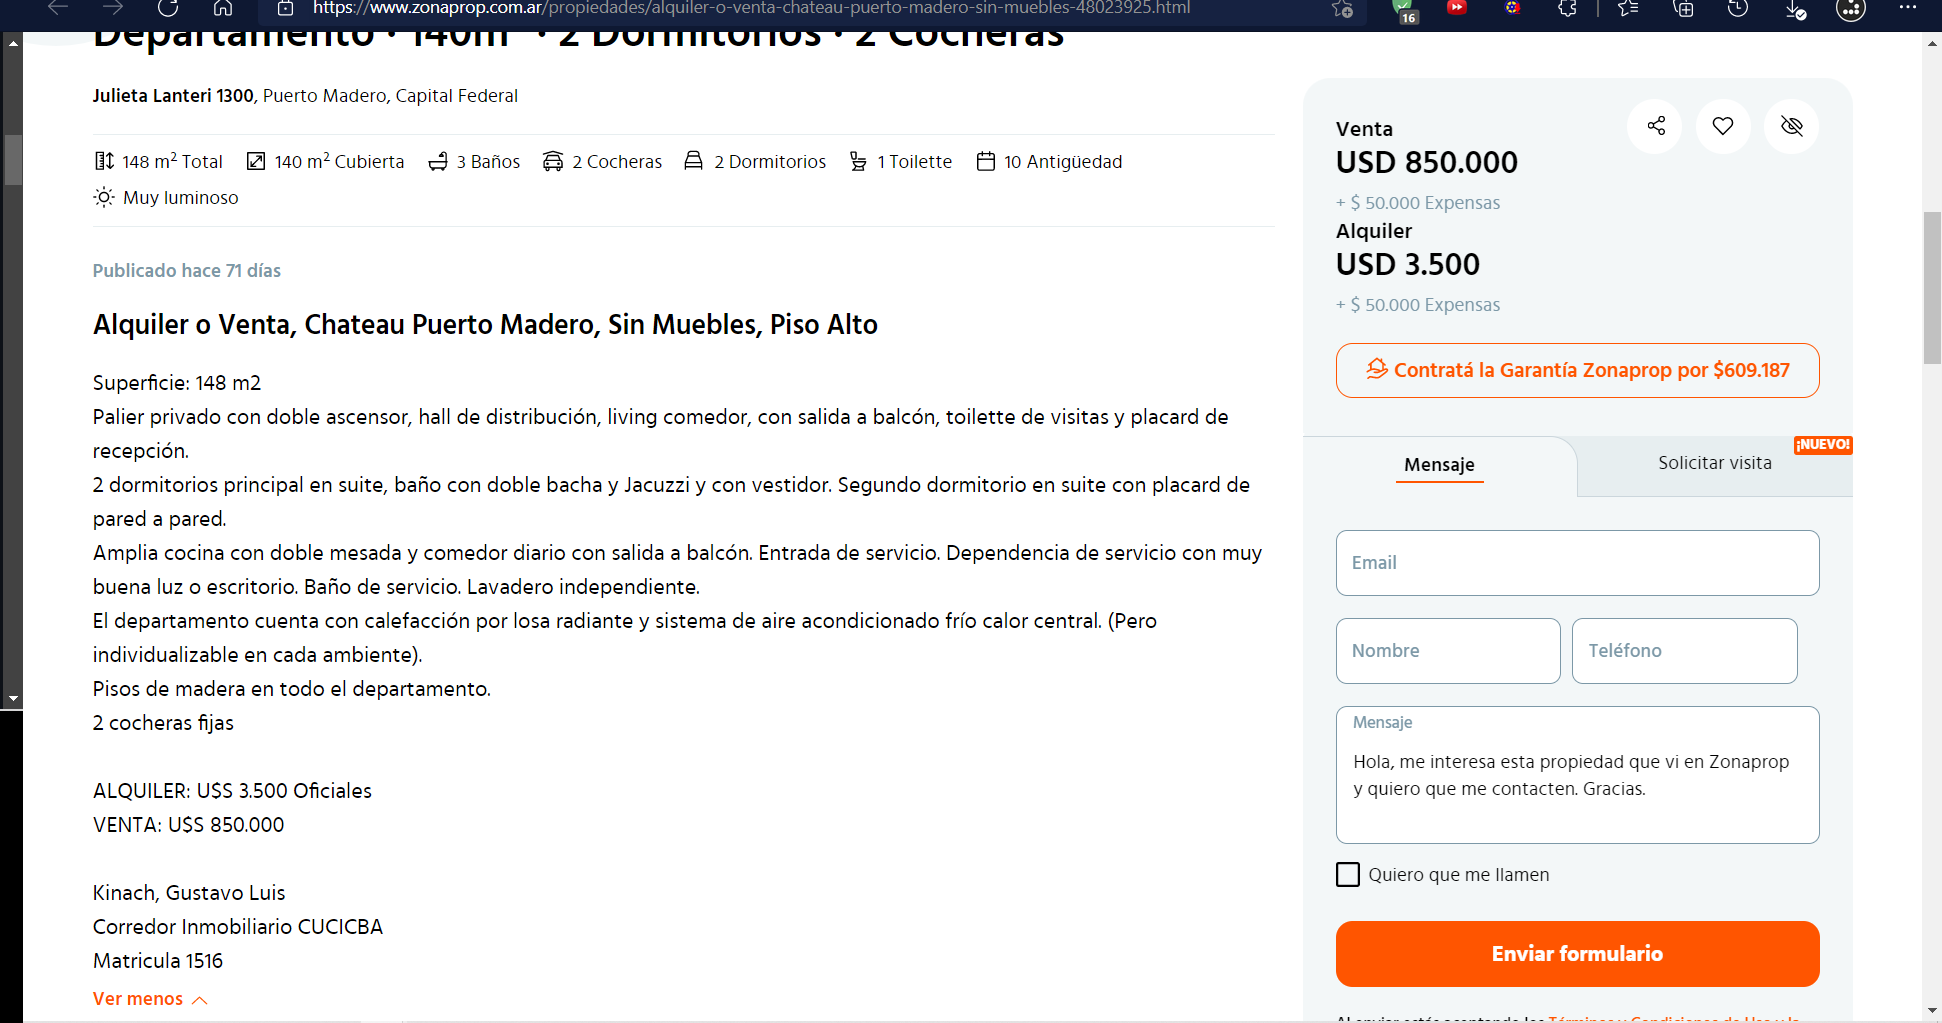 https://www.zonaprop.com.ar/propiedades/alquiler-o-venta-chateau-puerto-madero-sin-muebles-48023925.html
16
Departamento · 140m² · 2 Dormitorios · 2 Cocheras
Julieta Lanteri 1300, Puerto Madero, Capital Federal
148 m² Total 140 m² Cubierta 3 Baños 2 Cocheras 2 Dormitorios 1 Toilette 10 Antigüedad
Muy luminoso
Publicado hace 71 días
Alquiler o Venta, Chateau Puerto Madero, Sin Muebles, Piso Alto
Superficie: 148 m2
Palier privado con doble ascensor, hall de distribución, living comedor, con salida a balcón, toilette de visitas y placard de
recepción.
2 dormitorios principal en suite, baño con doble bacha y Jacuzzi y con vestidor. Segundo dormitorio en suite con placard de
pared a pared.
Amplia cocina con doble mesada y comedor diario con salida a balcón. Entrada de servicio. Dependencia de servicio con muy
buena luz o escritorio. Baño de servicio. Lavadero independiente.
El departamento cuenta con calefacción por losa radiante y sistema de aire acondicionado frío calor central. (Pero
individualizable en cada ambiente).
Pisos de madera en todo el departamento.
2 cocheras fijas
ALQUILER: U$S 3.500 Oficiales
VENTA: U$S 850.000
Kinach, Gustavo Luis
Corredor Inmobiliario CUCICBA
Matricula 1516
Ver menos
Venta
USD 850.000
+ $ 50.000 Expensas
Alquiler
USD 3.500
+ $ 50.000 Expensas
Contratá la Garantía Zonaprop por $609.187
¡NUEVO!
Mensaje Solicitar visita
Email
Nombre Teléfono
Mensaje
Hola, me interesa esta propiedad que vi en Zonaprop
y quiero que me contacten. Gracias.
Quiero que me llamen
Enviar formulario
Al enviar estás aceptando los Términos y Condiciones de Uso y la